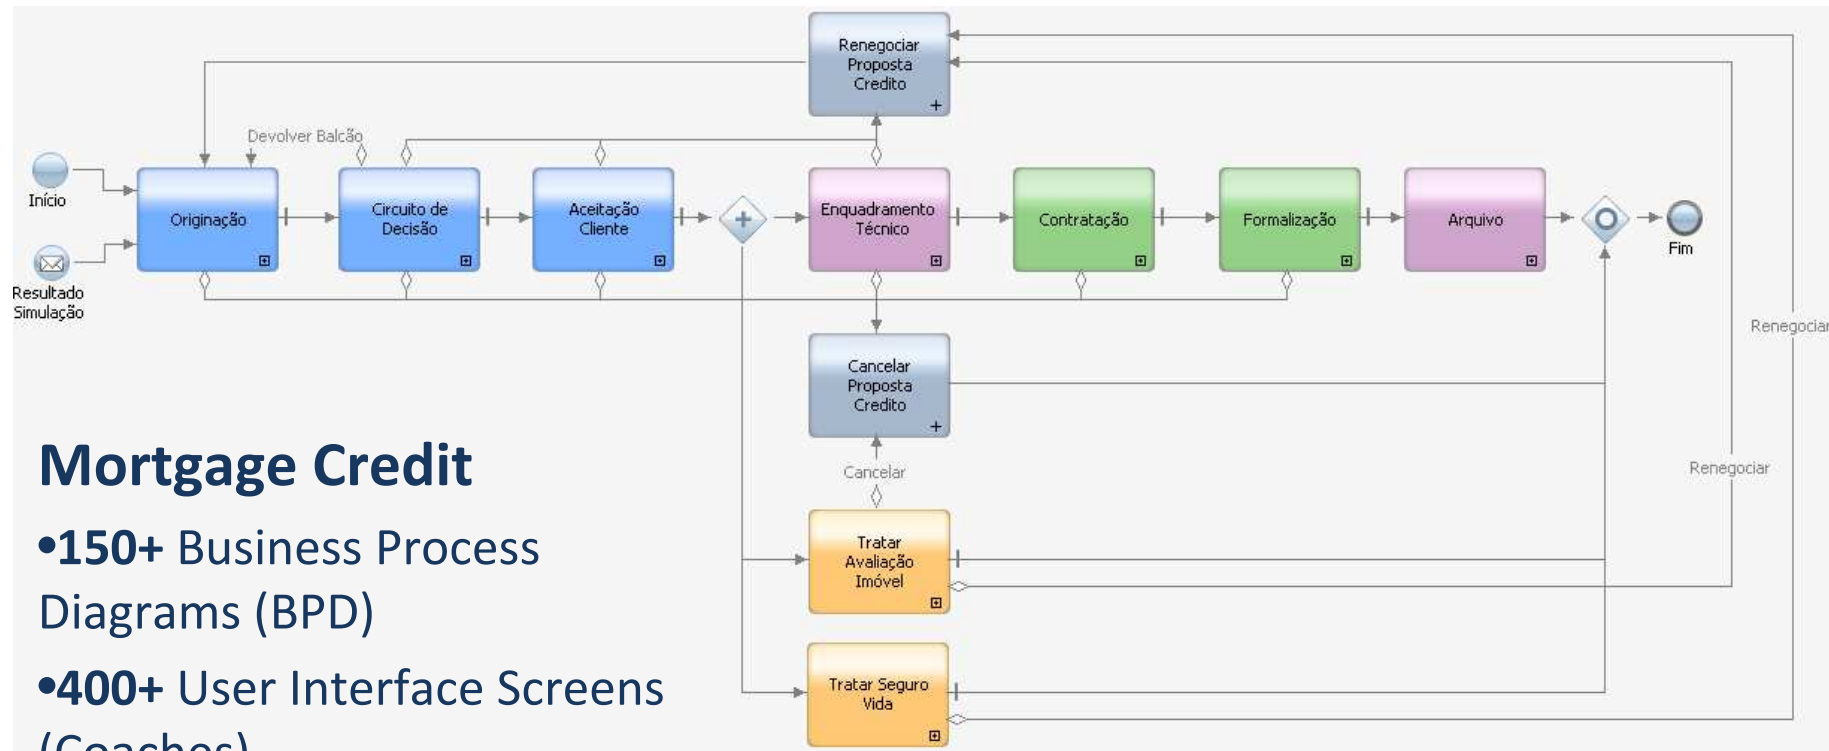 Renegociar
Proposta
Credito
Devolver Balcão
Início
Originação
Circuito de
Decisão
Aceitação
Cliente
Enquadramento
Técnico
Contratação
Formalização
Arquivo
Fim
Resultado
Simulação
Renegociar
Cancelar
Proposta
Credito
Cancelar
Renegociar
Tratar
Avaliação
Imóvel
Tratar Seguro
Vida
Mortgage Credit
•150+ Business Process
Diagrams (BPD)
•400+ User Interface Screens
(Coaches)